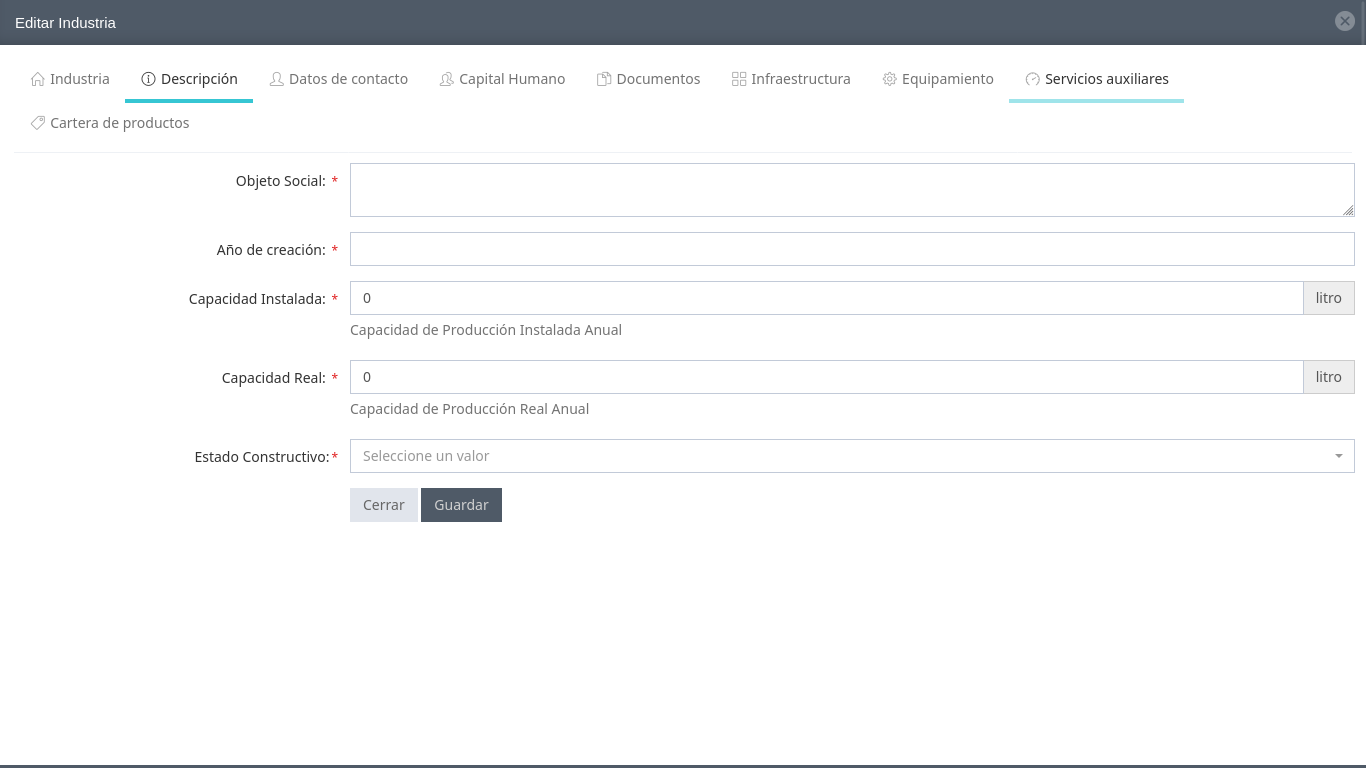 Editar Industria
Industria Descripción Datos de contacto Capital Humano Documentos Infraestructura Equipamiento Servicios auxiliares
Cartera de productos
Objeto Social: *
Año de creación: *
Capacidad Instalada: * 0 litro
Capacidad de Producción Instalada Anual
Capacidad Real: * 0 litro
Capacidad de Producción Real Anual
Estado Constructivo:* Seleccione un valor
Cerrar Guardar